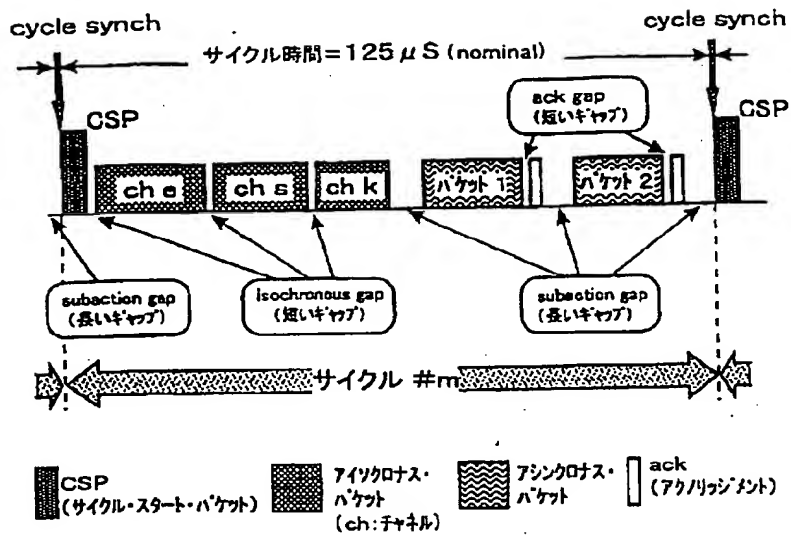 cycle synch
cycle synch
サイクル時間=125μS (nominal)
CSP
ack gap
(短いギャップ)
CSP
ch e
ch s
ch k
パケット 1
パケット 2
subaction gap
(長いギャップ)
isochronous gap
(短いギャップ)
subaction gap
(長いギャップ)
サイクル #m
CSP
(サイクル・スタート・パケット)
アイソクロナス・
パケット
(ch:チャネル)
アシンクロナス・
パケット
ack
(アクノリッジメント)